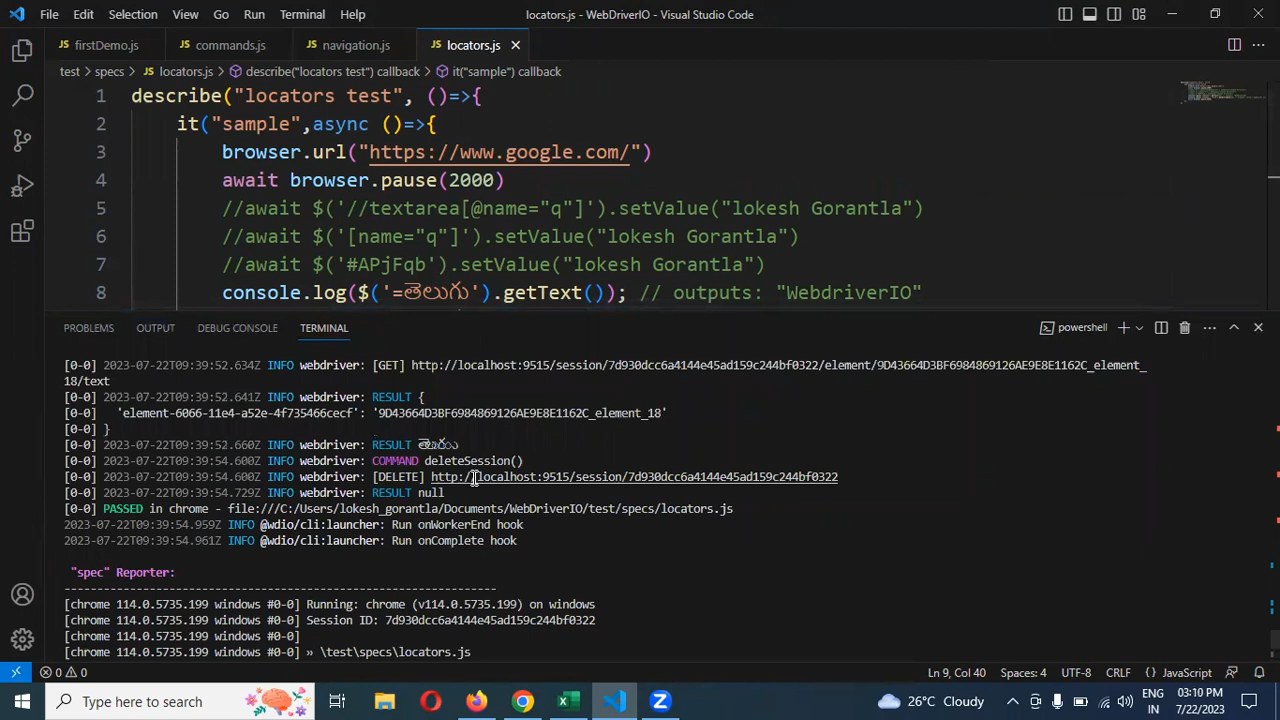 File Edit Selection View Go Run Terminal Help locators.js - WebDriverIO - Visual Studio Code
JS firstDemo.js JS commands.js JS navigation.js JS locators.js
test > specs > JS locators.js > describe("locators test") callback > it("sample") callback
1 describe("locators test", ()=>{
2 it("sample",async ()=>{
3 browser.url("https://www.google.com/")
4 await browser.pause(2000)
5 //await $('//textarea[@name="q"]').setValue("lokesh Gorantla")
6 //await $('[name="q"]').setValue("lokesh Gorantla")
7 //await $('#APjFqb').setValue("lokesh Gorantla")
8 console.log($('=తెలుగు').getText()); // outputs: "WebdriverIO"
PROBLEMS OUTPUT DEBUG CONSOLE TERMINAL powershell
[0-0] 2023-07-22T09:39:52.634Z INFO webdriver: [GET] http://localhost:9515/session/7d930dcc6a4144e45ad159c244bf0322/element/9D43664D3BF6984869126AE9E8E1162C_element_
18/text
[0-0] 2023-07-22T09:39:52.641Z INFO webdriver: RESULT {
[0-0] 'element-6066-11e4-a52e-4f735466cecf': '9D43664D3BF6984869126AE9E8E1162C_element_18'
[0-0] }
[0-0] 2023-07-22T09:39:52.660Z INFO webdriver: RESULT తెలుగు
[0-0] 2023-07-22T09:39:54.600Z INFO webdriver: COMMAND deleteSession()
[0-0] 2023-07-22T09:39:54.600Z INFO webdriver: [DELETE] http://localhost:9515/session/7d930dcc6a4144e45ad159c244bf0322
[0-0] 2023-07-22T09:39:54.729Z INFO webdriver: RESULT null
[0-0] PASSED in chrome - file:///C:/Users/lokesh_gorantla/Documents/WebDriverIO/test/specs/locators.js
2023-07-22T09:39:54.959Z INFO @wdio/cli:launcher: Run onWorkerEnd hook
2023-07-22T09:39:54.961Z INFO @wdio/cli:launcher: Run onComplete hook
"spec" Reporter:
------------------------------------------------------------------
[chrome 114.0.5735.199 windows #0-0] Running: chrome (v114.0.5735.199) on windows
[chrome 114.0.5735.199 windows #0-0] Session ID: 7d930dcc6a4144e45ad159c244bf0322
[chrome 114.0.5735.199 windows #0-0]
[chrome 114.0.5735.199 windows #0-0] » \test\specs\locators.js
0 0 Ln 9, Col 40 Spaces: 4 UTF-8 CRLF {} JavaScript
Type here to search 26°C Cloudy ENG 03:10 PM
IN 7/22/2023